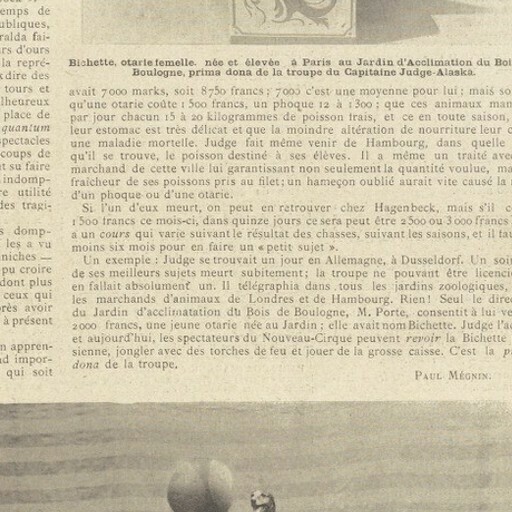 emps de
ubliques,
ralda fai-
rs d'ours
la repré-
dire des
tours et
lheureux
place de
quantum
pectacles
coups de
t su faire
indomp-
re utilité
des tragi-
s domp-
les a vu
niches —
pu croire
dont plus
ceux qui
près avoir
à présent
n appren-
nd impor-
qui soit
Bichette, otarie femelle, née et élevée à Paris au Jardin d'Acclimation du Boi
Boulogne, prima dona de la troupe du Capitaine Judge-Alaska.
avait 7000 marks, soit 8750 francs ; 7000 c'est une moyenne pour lui ; mais so
qu'une otarie coûte 1500 francs, un phoque 12 à 1300 ; que ces animaux man
par jour chacun 15 à 20 kilogrammes de poisson frais, et ce en toute saison,
leur estomac est très délicat et que la moindre altération de nourriture leur c
une maladie mortelle. Judge fait même venir de Hambourg, dans quelle
qu'il se trouve, le poisson destiné à ses élèves. Il a même un traité avec
marchand de cette ville lui garantissant non seulement la quantité voulue, ma
fraîcheur de ses poissons pris au filet ; un hameçon oublié aurait vite causé la
d'un phoque ou d'une otarie.
Si l'un d'eux meurt, on peut en retrouver chez Hagenbeck, mais s'il c
1500 francs ce mois-ci, dans quinze jours ce sera peut être 2500 ou 3000 francs
a un cours qui varie suivant le résultat des chasses, suivant les saisons, et il fau
moins six mois pour en faire un « petit sujet ».
Un exemple : Judge se trouvait un jour en Allemagne, à Dusseldorf. Un soir
de ses meilleurs sujets meurt subitement ; la troupe ne pouvant être licencie
en fallait absolument un. Il télégraphia dans tous les jardins zoologiques,
les marchands d'animaux de Londres et de Hambourg. Rien ! Seul le direc
du Jardin d'acclimatation du Bois de Boulogne, M. Porte, consentit à lui ve
2000 francs, une jeune otarie née au Jardin ; elle avait nom Bichette. Judge l'ac
et aujourd'hui, les spectateurs du Nouveau-Cirque peuvent revoir la Bichette
sienne, jongler avec des torches de feu et jouer de la grosse caisse. C'est la p
dona de la troupe.
PAUL MÉGNIN.